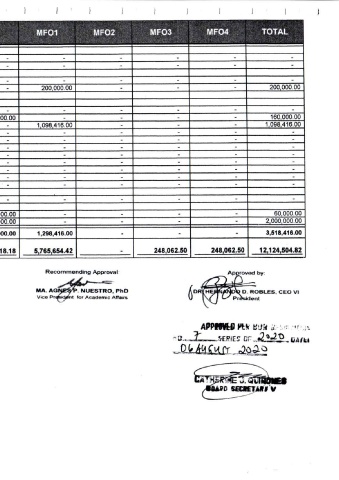 MFO1 MFO2 MFO3 MFO4 TOTAL
- - - - -
200,000.00 - - - 200,000.00
00.00 - - - - 160,000.00
- 1,098,416.00 - - - 1,098,416.00
00.00 - - - - 60,000.00
00.00 - - - - 2,000,000.00
00.00 1,298,416.00 - - - 3,518,416.00
18.18 5,765,654.42 - 248,062.50 248,062.50 12,124,504.82
Recommending Approval Approved by:
MA. AGNES P. NUESTRO, PhD DR. HERNANDO D. ROBLES, CEO VI
Vice President for Academic Affairs President
APPROVED PER BOR
7 SERIES OF 2020 DATED
06 AUGUST 2020
CATHERINE J. QUIRONES
BOARD SECRETARY V